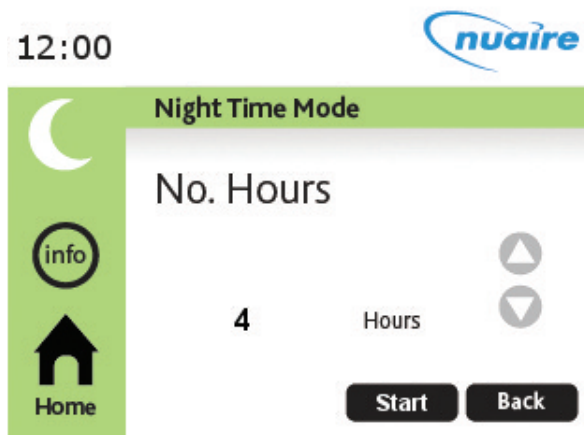 12:00
nuaire
Night Time Mode
No. Hours
info
4 Hours
Home
Start Back